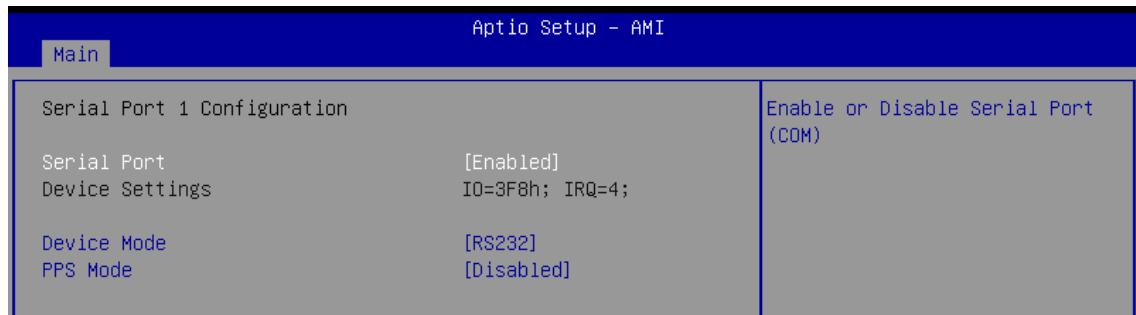 Aptio Setup – AMI
Main
Serial Port 1 Configuration
Serial Port [Enabled]
Device Settings IO=3F8h; IRQ=4;
Device Mode [RS232]
PPS Mode [Disabled]
Enable or Disable Serial Port
(COM)